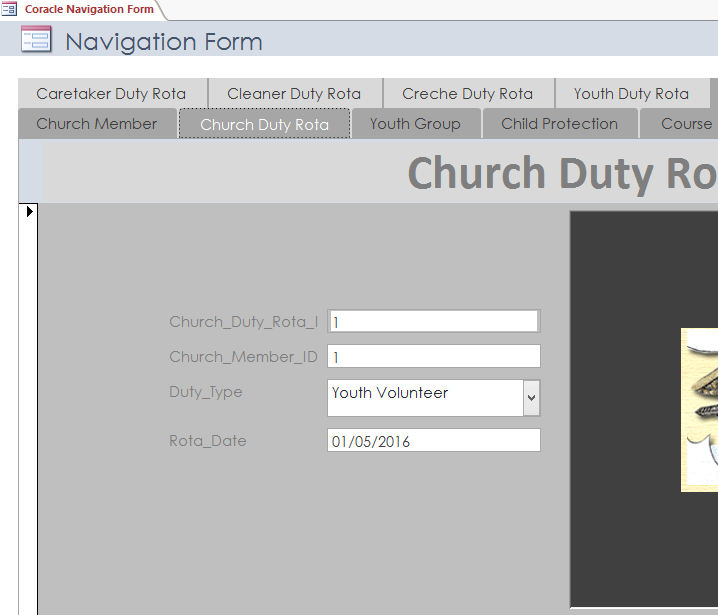 Coracle Navigation Form
Navigation Form
Caretaker Duty Rota Cleaner Duty Rota Creche Duty Rota Youth Duty Rota
Church Member Church Duty Rota Youth Group Child Protection Course
Church Duty Ro
Church_Duty_Rota_I 1
Church_Member_ID 1
Duty_Type Youth Volunteer
Rota_Date 01/05/2016